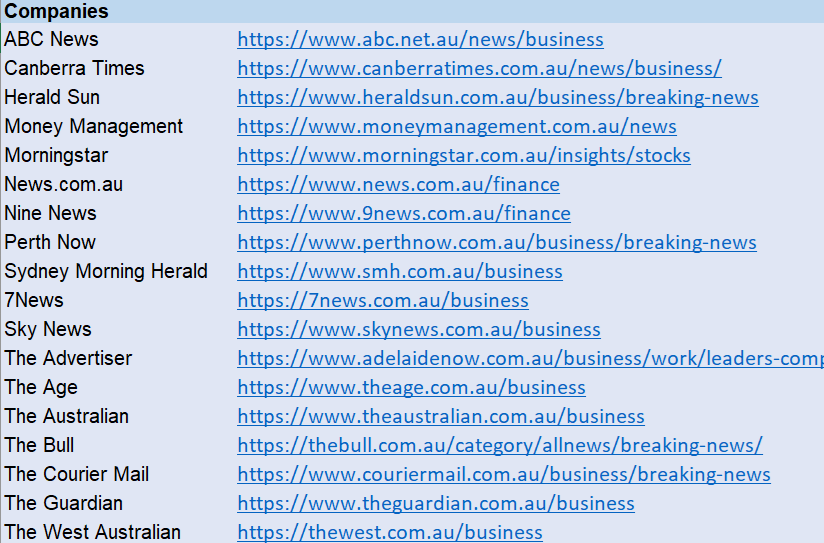 Companies
ABC News https://www.abc.net.au/news/business
Canberra Times https://www.canberratimes.com.au/news/business/
Herald Sun https://www.heraldsun.com.au/business/breaking-news
Money Management https://www.moneymanagement.com.au/news
Morningstar https://www.morningstar.com.au/insights/stocks
News.com.au https://www.news.com.au/finance
Nine News https://www.9news.com.au/finance
Perth Now https://www.perthnow.com.au/business/breaking-news
Sydney Morning Herald https://www.smh.com.au/business
7News https://7news.com.au/business
Sky News https://www.skynews.com.au/business
The Advertiser https://www.adelaidenow.com.au/business/work/leaders-comp
The Age https://www.theage.com.au/business
The Australian https://www.theaustralian.com.au/business
The Bull https://thebull.com.au/category/allnews/breaking-news/
The Courier Mail https://www.couriermail.com.au/business/breaking-news
The Guardian https://www.theguardian.com.au/business
The West Australian https://thewest.com.au/business